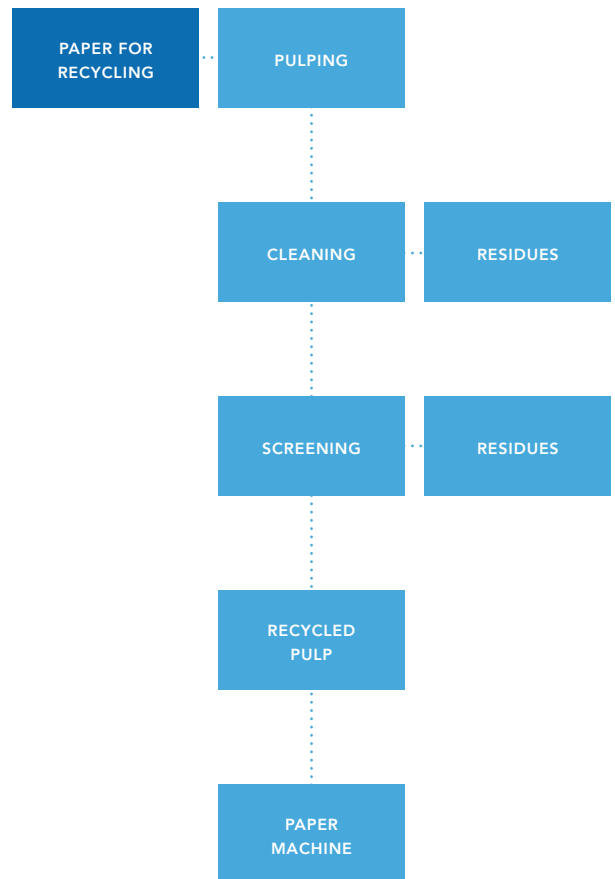 PAPER FOR
RECYCLING
PULPING
CLEANING
RESIDUES
SCREENING
RESIDUES
RECYCLED
PULP
PAPER
MACHINE